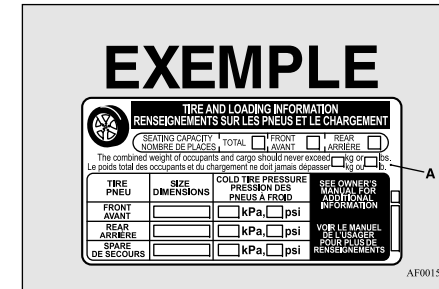 EXEMPLE
TIRE AND LOADING INFORMATION
RENSEIGNEMENTS SUR LES PNEUS ET LE CHARGEMENT
SEATING CAPACITY
NOMBRE DE PLACES
TOTAL
FRONT
AVANT
REAR
ARRIÈRE
The combined weight of occupants and cargo should never exceed kg or lbs.
Le poids total des occupants et du chargement ne doit jamais dépasser kg ou lb.
A
TIRE
PNEU
SIZE
DIMENSIONS
COLD TIRE PRESSURE
PRESSION DES
PNEUS À FROID
SEE OWNER'S
MANUAL FOR
ADDITIONAL
INFORMATION
VOIR LE MANUEL
DE L'USAGER
POUR PLUS DE
RENSEIGNEMENTS
FRONT
AVANT
kPa, psi
REAR
ARRIÈRE
kPa, psi
SPARE
DE SECOURS
kPa, psi